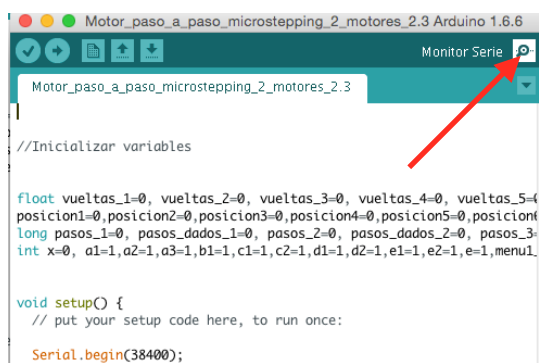 Motor_paso_a_paso_microstepping_2_motores_2.3 Arduino 1.6.6
Monitor Serie
Motor_paso_a_paso_microstepping_2_motores_2.3
//Inicializar variables
float vueltas_1=0, vueltas_2=0, vueltas_3=0, vueltas_4=0, vueltas_5=
posicion1=0,posicion2=0,posicion3=0,posicion4=0,posicion5=0,posicion
long pasos_1=0, pasos_dados_1=0, pasos_2=0, pasos_dados_2=0, pasos_3
int x=0, a1=1,a2=1,a3=1,b1=1,c1=1,c2=1,d1=1,d2=1,e1=1,e2=1,e=1,menu1_
void setup() {
// put your setup code here, to run once:
Serial.begin(38400);